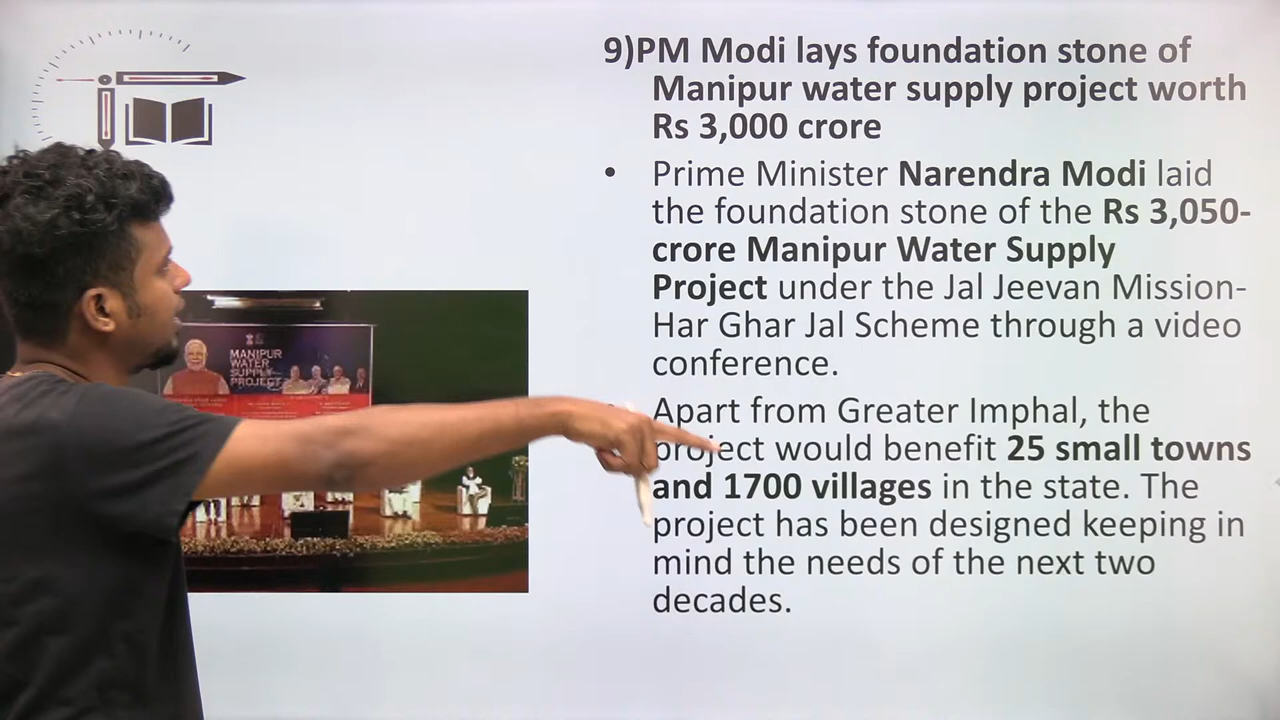 9)PM Modi lays foundation stone of
Manipur water supply project worth
Rs 3,000 crore
• Prime Minister Narendra Modi laid
the foundation stone of the Rs 3,050-
crore Manipur Water Supply
Project under the Jal Jeevan Mission-
Har Ghar Jal Scheme through a video
conference.
Apart from Greater Imphal, the
project would benefit 25 small towns
and 1700 villages in the state. The
project has been designed keeping in
mind the needs of the next two
decades.
MANIPUR
WATER
SUPPLY
PROJECT